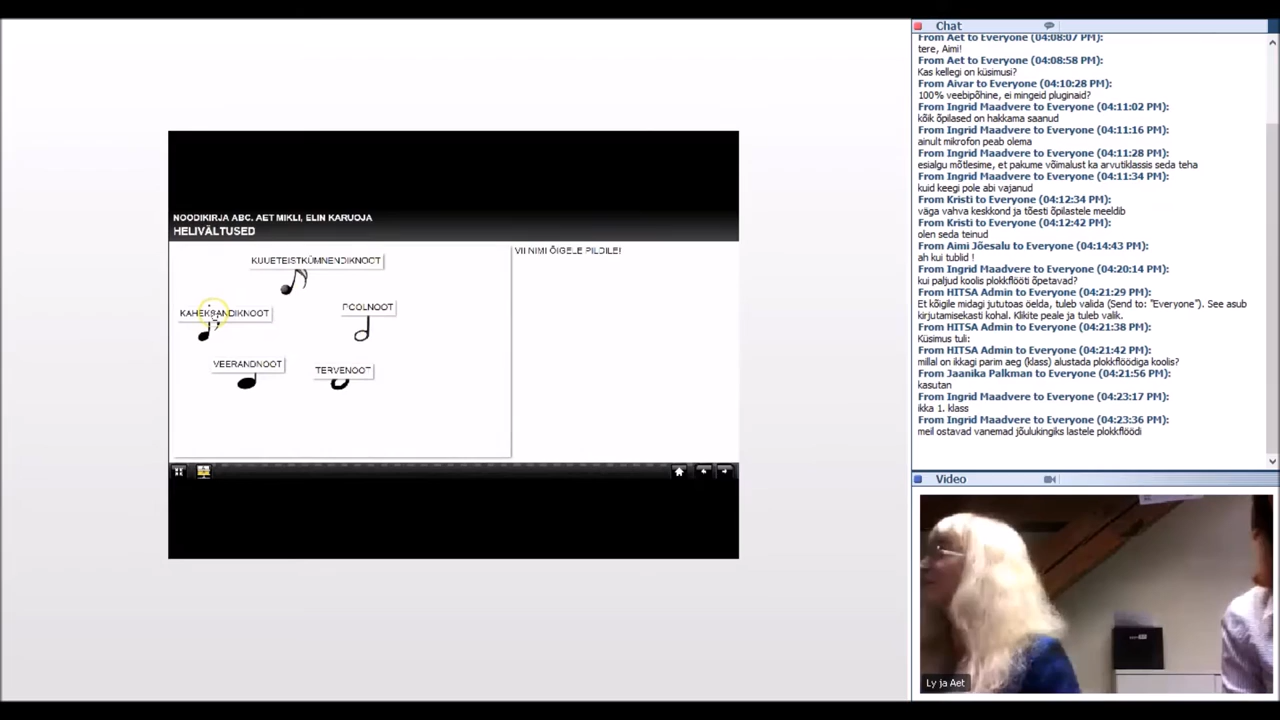 NOODIKIRJA ABC. AET MIKLI, ELIN KARUOJA
HELIVÄLTUSED
KUUETEISTKÜMNENDIKNOOT
KAHEKSANDIKNOOT
POOLNOOT
VEERANDNOOT
TERVENOOT
VII NIMI ÕIGELE PILDILE!
Chat
From Aet to Everyone (04:08:07 PM):
tere, Aimi!
From Aet to Everyone (04:08:58 PM):
Kas kellegi on küsimusi?
From Aivar to Everyone (04:10:28 PM):
100% veebipõhine, ei mingeid pluginaid?
From Ingrid Maadvere to Everyone (04:11:02 PM):
kõik õpilased on hakkama saanud
From Ingrid Maadvere to Everyone (04:11:16 PM):
ainult mikrofon peab olema
From Ingrid Maadvere to Everyone (04:11:28 PM):
esialgu mõtlesime, et pakume võimalust ka arvutiklassis seda teha
From Ingrid Maadvere to Everyone (04:11:34 PM):
kuid keegi pole abi vajanud
From Kristi to Everyone (04:12:34 PM):
väga vahva keskkond ja tõesti õpilastele meeldib
From Kristi to Everyone (04:12:42 PM):
olen seda teinud
From Aimi Jõesalu to Everyone (04:14:43 PM):
ah kui tublid !
From Ingrid Maadvere to Everyone (04:20:14 PM):
kui paljud koolis plokkflööti õpetavad?
From HITSA Admin to Everyone (04:21:29 PM):
Et kõigile midagi jututoas öelda, tuleb valida (Send to: "Everyone"). See asub
kirjutamisekasti kohal. Klikite peale ja tuleb valik.
From HITSA Admin to Everyone (04:21:38 PM):
Küsimus tuli:
From HITSA Admin to Everyone (04:21:42 PM):
millal on ikkagi parim aeg (klass) alustada plokkflöödiga koolis?
From Jaanika Palkman to Everyone (04:21:56 PM):
kasutan
From Ingrid Maadvere to Everyone (04:23:17 PM):
ikka 1. klass
From Ingrid Maadvere to Everyone (04:23:36 PM):
meil ostavad vanemad jõulukingiks lastele plokkflöödi
Video
Ly ja Aet